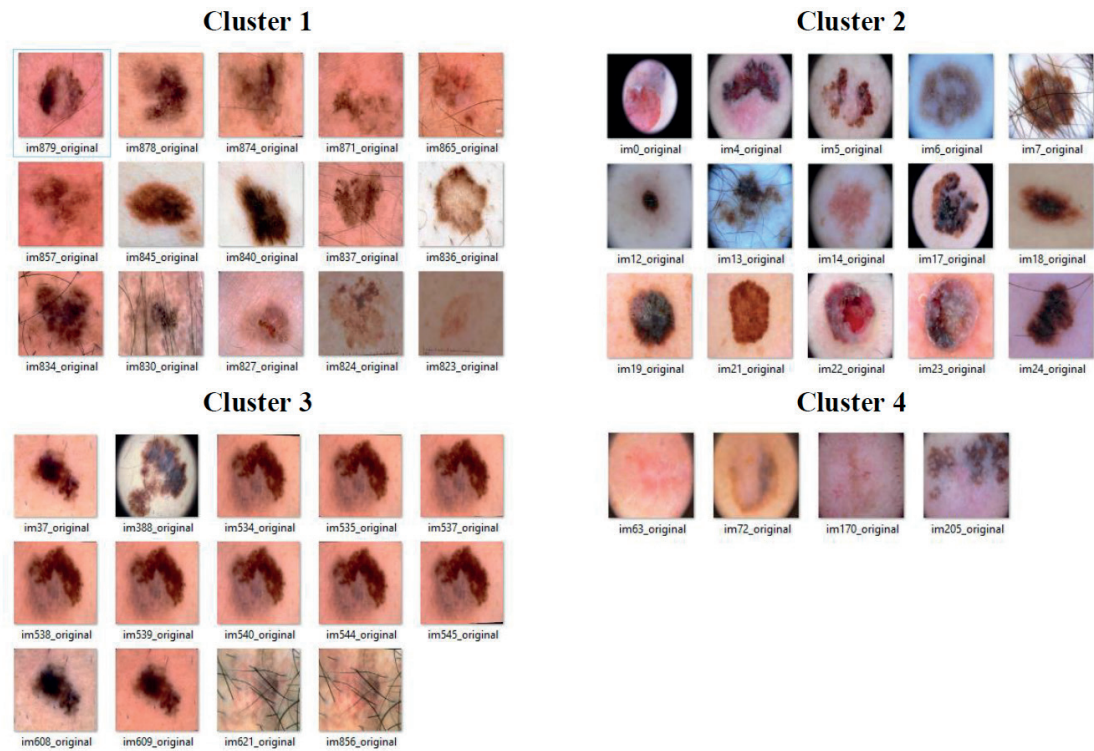 Cluster 1
im879_original im878_original im874_original im871_original im865_original
im857_original im845_original im840_original im837_original im836_original
im834_original im830_original im827_original im824_original im823_original
Cluster 2
im0_original im4_original im5_original im6_original im7_original
im12_original im13_original im14_original im17_original im18_original
im19_original im21_original im22_original im23_original im24_original
Cluster 3
im37_original im388_original im534_original im535_original im537_original
im538_original im539_original im540_original im544_original im545_original
im608_original im609_original im621_original im856_original
Cluster 4
im63_original im72_original im170_original im205_original